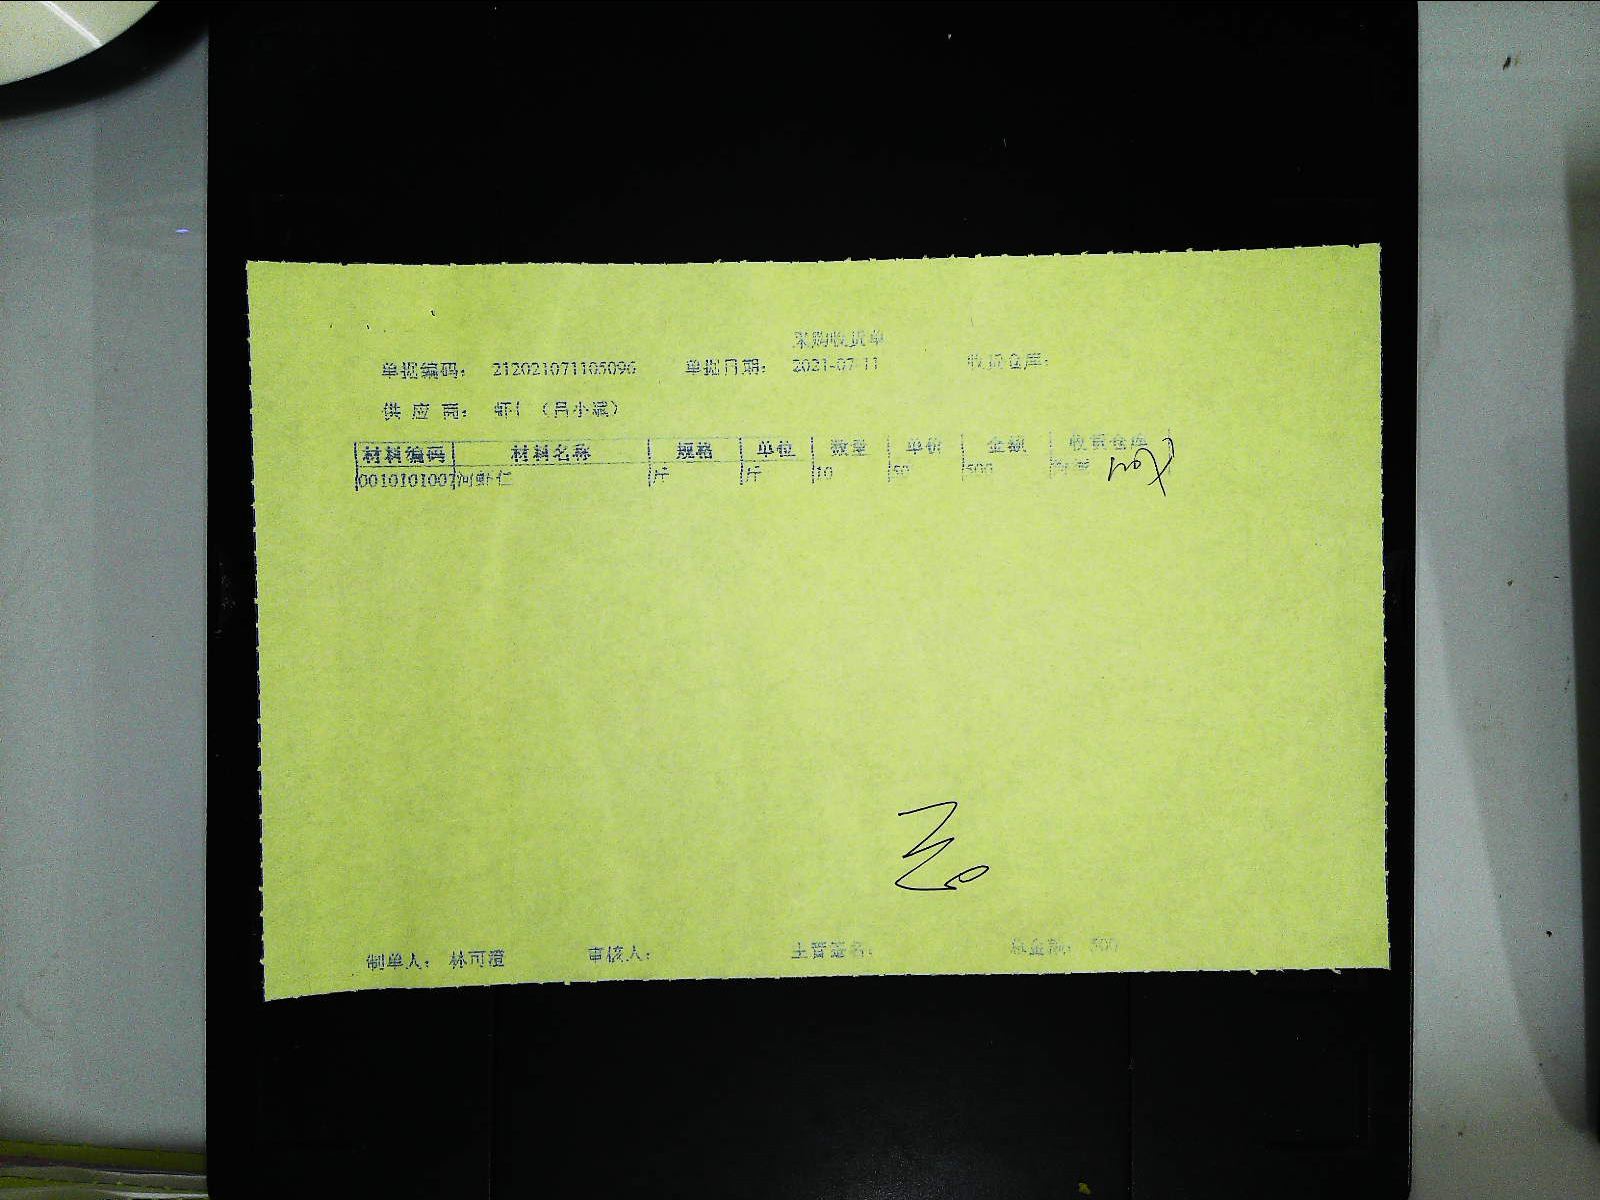 采购收货单
单据编码： 212021071105096 单据日期： 2021-07-11 收货仓库：
供 应 商： 虾仁（吕小斌）
材料编码 材料名称 规格 单位 数量 单价 金额 收货仓库
0010101007 河虾仁 斤 斤 10 50 500
制单人： 林可澄 审核人： 主管签名： 总金额： 500